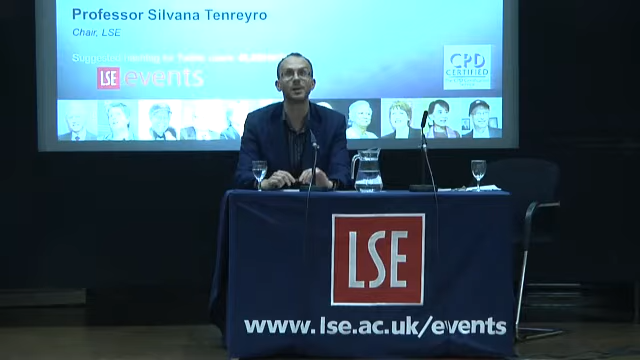 Professor Silvana Tenreyro
Chair, LSE
LSE events
CPD
CERTIFIED
LSE
www.lse.ac.uk/events